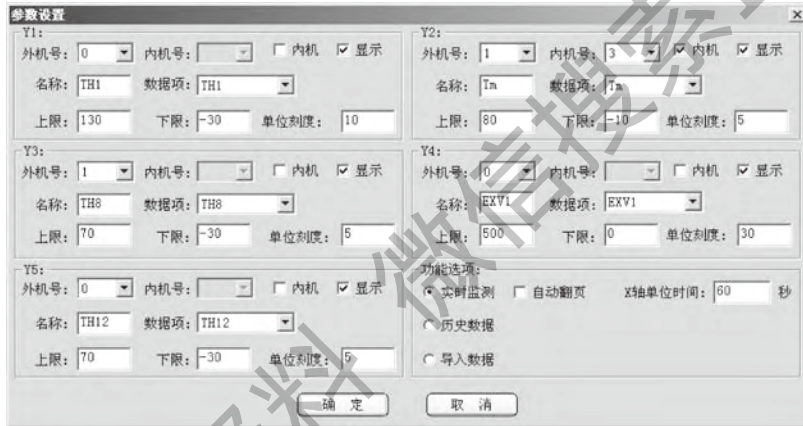 参数设置
Y1:
外机号: 0 内机号: 内机 显示
名称: TH1 数据项: TH1
上限: 130 下限: -30 单位刻度: 10
Y2:
外机号: 1 内机号: 3 内机 显示
名称: Tm 数据项: Tm
上限: 80 下限: -10 单位刻度: 5
Y3:
外机号: 1 内机号: 内机 显示
名称: TH8 数据项: TH8
上限: 70 下限: -30 单位刻度: 5
Y4:
外机号: 0 内机号: 内机 显示
名称: EXV1 数据项: EXV1
上限: 500 下限: 0 单位刻度: 30
Y5:
外机号: 0 内机号: 内机 显示
名称: TH12 数据项: TH12
上限: 70 下限: -30 单位刻度: 5
功能选项:
实时监测 自动翻页 X轴单位时间: 60 秒
历史数据
导入数据
确 定 取 消
资料 微信搜索